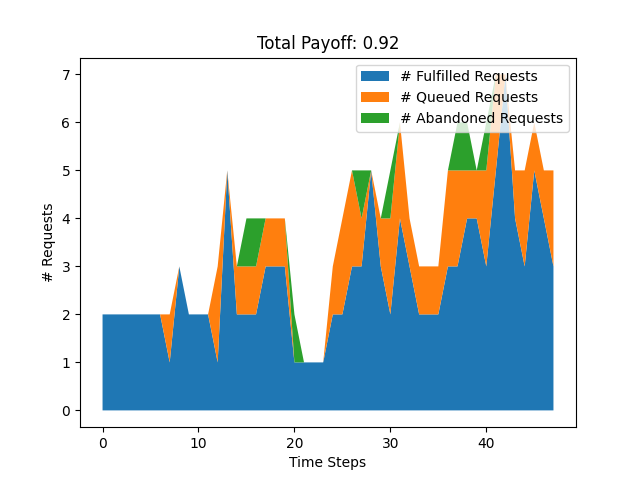 Total Payoff: 0.92
# Fulfilled Requests
# Queued Requests
# Abandoned Requests
7
6
5
4
3
2
1
0
# Requests
0 10 20 30 40
Time Steps